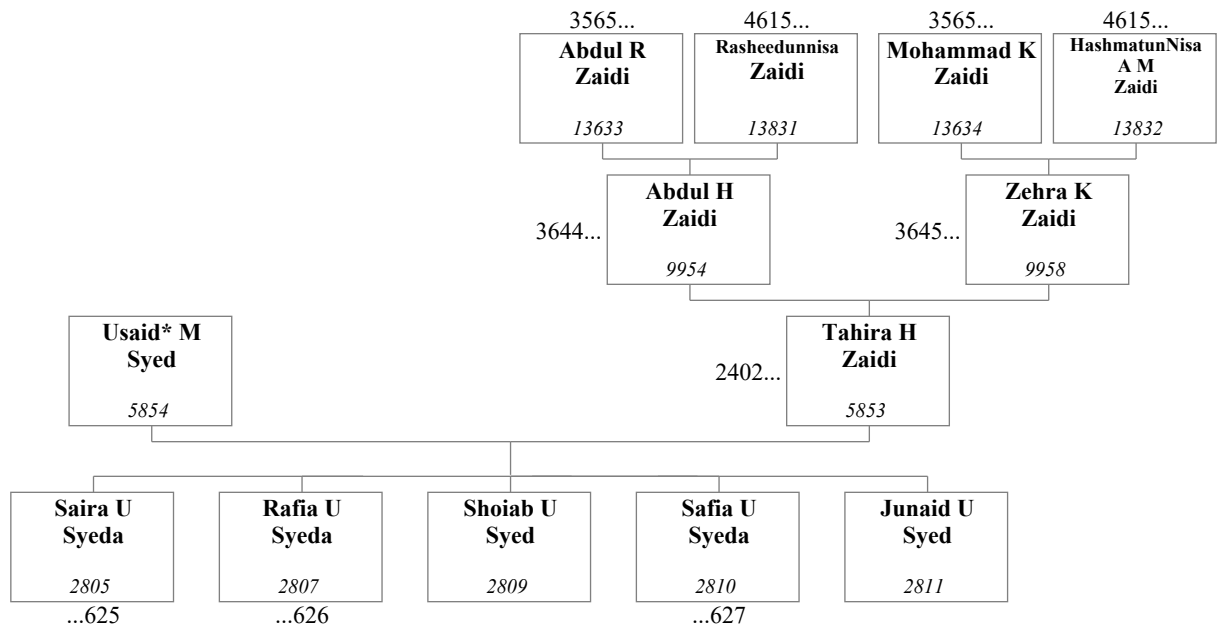 3565...
4615...
3565...
4615...
Abdul R
Zaidi
13633
Rasheedunnisa
Zaidi
13831
Mohammad K
Zaidi
13634
HashmatunNisa
A M
Zaidi
13832
3644...
Abdul H
Zaidi
9954
3645...
Zehra K
Zaidi
9958
Usaid* M
Syed
5854
2402...
Tahira H
Zaidi
5853
Saira U
Syeda
2805
...625
Rafia U
Syeda
2807
...626
Shoiab U
Syed
2809
Safia U
Syeda
2810
...627
Junaid U
Syed
2811